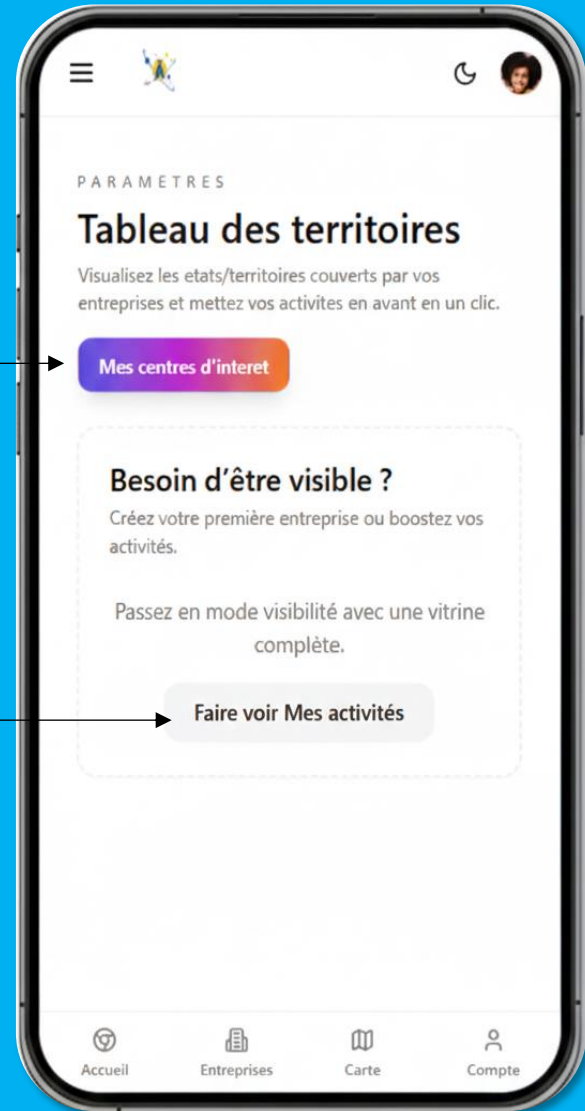 PARAMETRES
Tableau des territoires
Visualisez les etats/territoires couverts par vos
entreprises et mettez vos activites en avant en un clic.
Mes centres d'interet
Besoin d'être visible ?
Créez votre première entreprise ou boostez vos
activités.
Passez en mode visibilité avec une vitrine
complète.
Faire voir Mes activités
Accueil
Entreprises
Carte
Compte